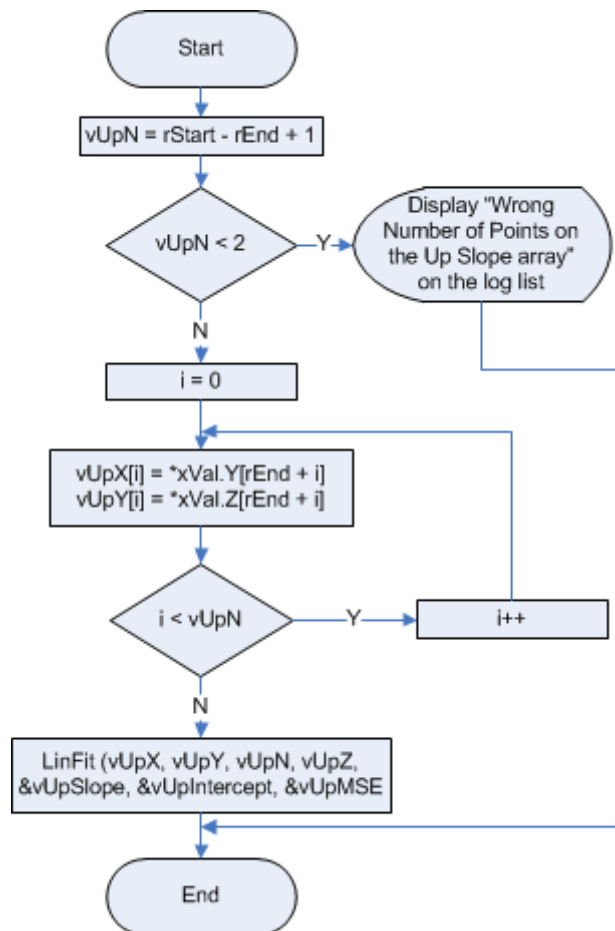 Start
vUpN = rStart - rEnd + 1
vUpN < 2
Y
Display "Wrong
Number of Points on
the Up Slope array"
on the log list
N
i = 0
vUpX[i] = *xVal.Y[rEnd + i]
vUpY[i] = *xVal.Z[rEnd + i]
i < vUpN
Y
i++
N
LinFit (vUpX, vUpY, vUpN, vUpZ,
&vUpSlope, &vUpIntercept, &vUpMSE
End